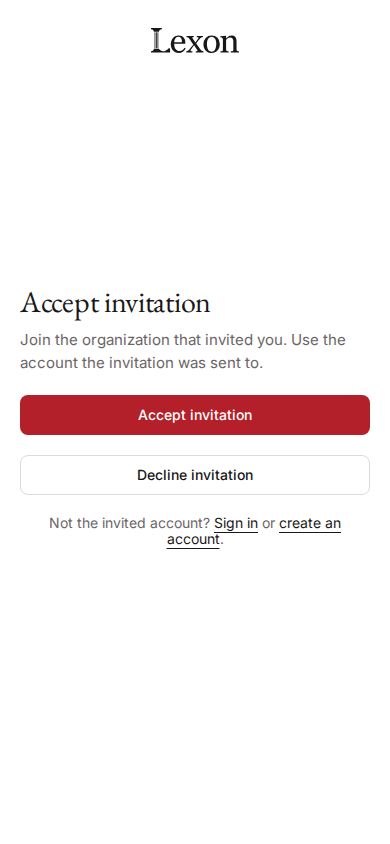 Lexon
Accept invitation
Join the organization that invited you. Use the
account the invitation was sent to.
Accept invitation
Decline invitation
Not the invited account? Sign in or create an
account.